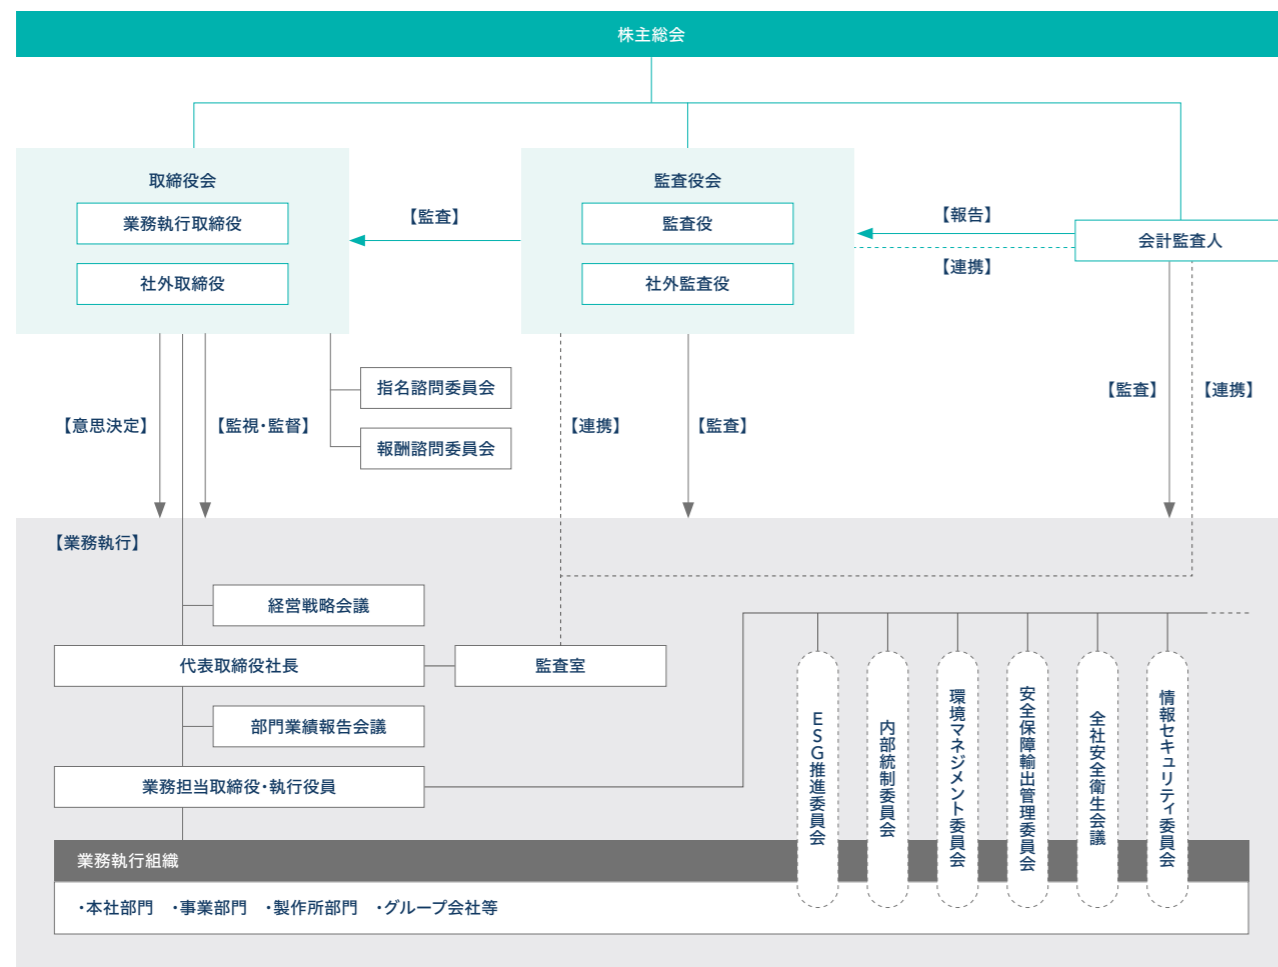 株主総会
取締役会
業務執行取締役
社外取締役
【監査】
監査役会
監査役
社外監査役
【報告】
【連携】
会計監査人
指名諮問委員会
報酬諮問委員会
【意思決定】
【監視・監督】
【連携】
【監査】
【監査】
【連携】
【業務執行】
経営戦略会議
代表取締役社長
監査室
部門業績報告会議
業務担当取締役・執行役員
ESG推進委員会
内部統制委員会
環境マネジメント委員会
安全保障輸出管理委員会
全社安全衛生会議
情報セキュリティ委員会
業務執行組織
・本社部門 ・事業部門 ・製作所部門 ・グループ会社等